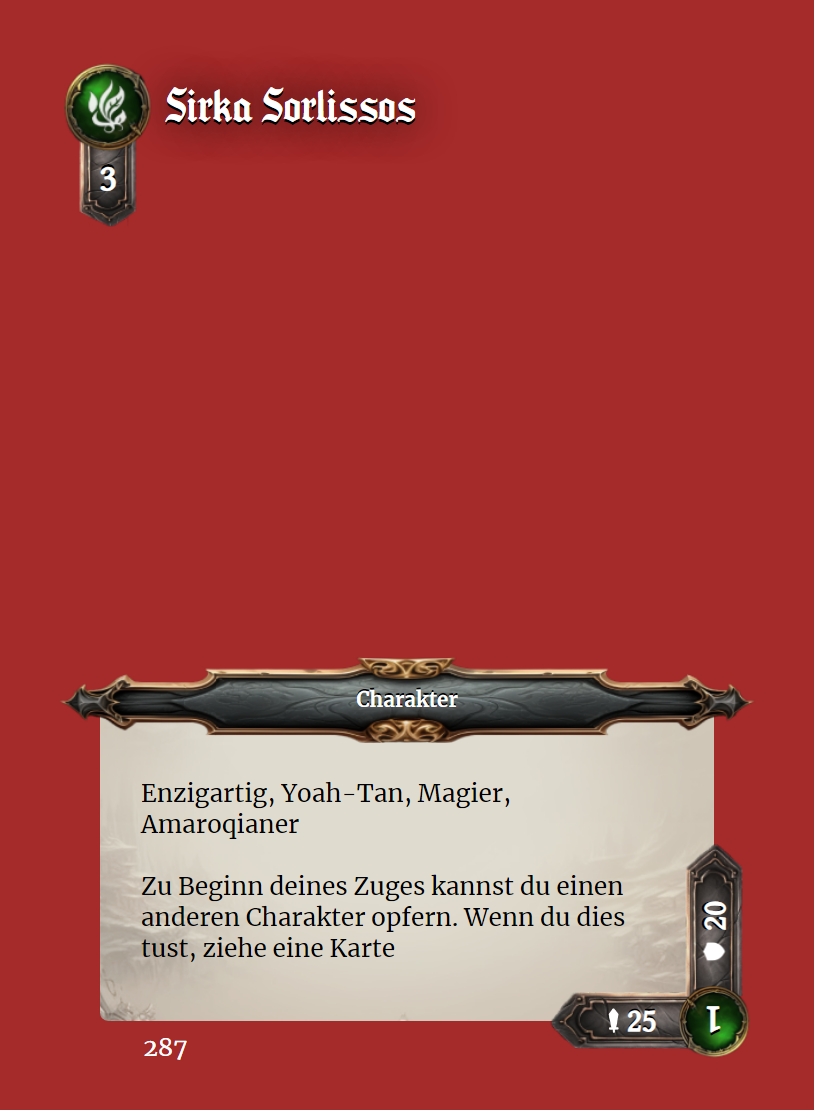 Sirka Sorlissos
3
Charakter
Enzigartig, Yoah-Tan, Magier,
Amaroqianer
Zu Beginn deines Zuges kannst du einen
anderen Charakter opfern. Wenn du dies
tust, ziehe eine Karte
20
25
1
287